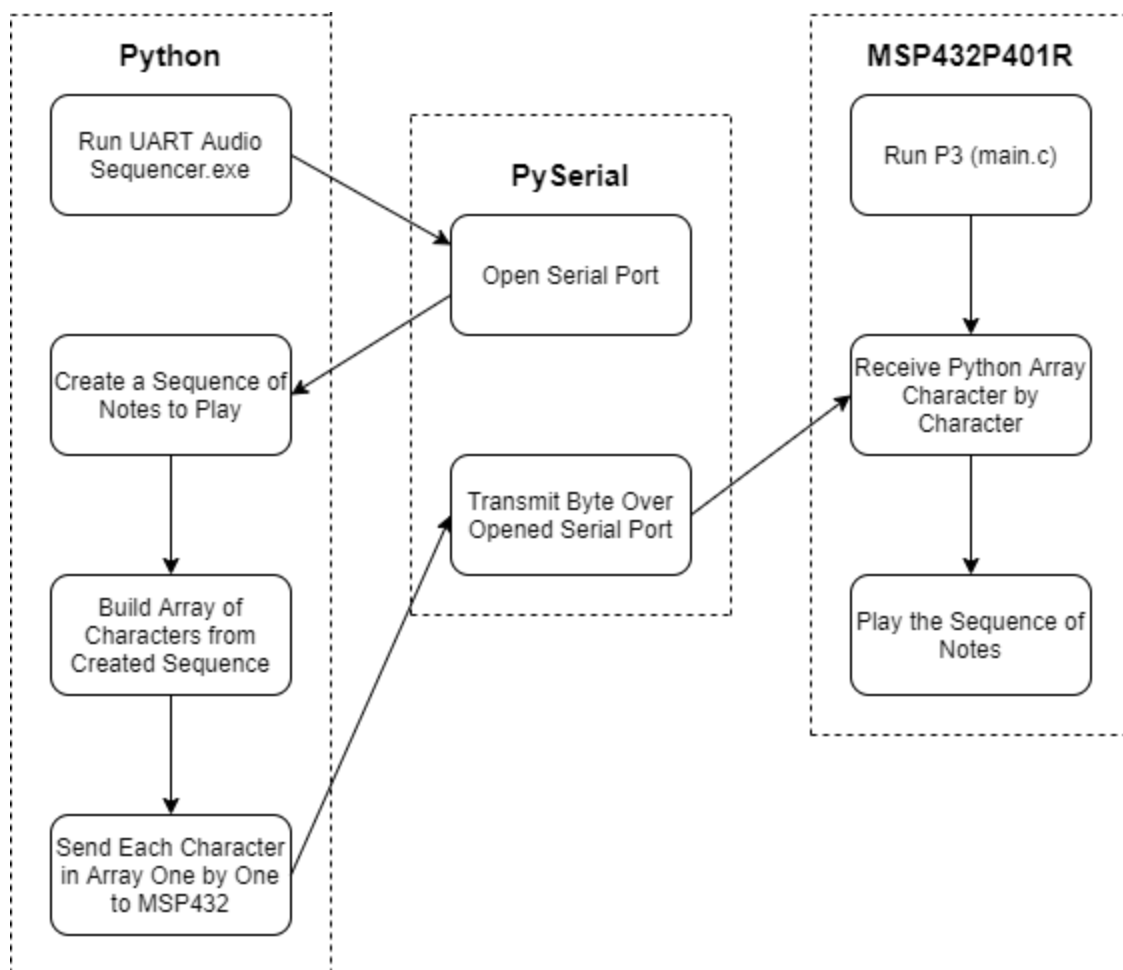 Python
Run UART Audio
Sequencer.exe
Create a Sequence of
Notes to Play
Build Array of
Characters from
Created Sequence
Send Each Character
in Array One by One
to MSP432
PySerial
Open Serial Port
Transmit Byte Over
Opened Serial Port
MSP432P401R
Run P3 (main.c)
Receive Python Array
Character by
Character
Play the Sequence of
Notes